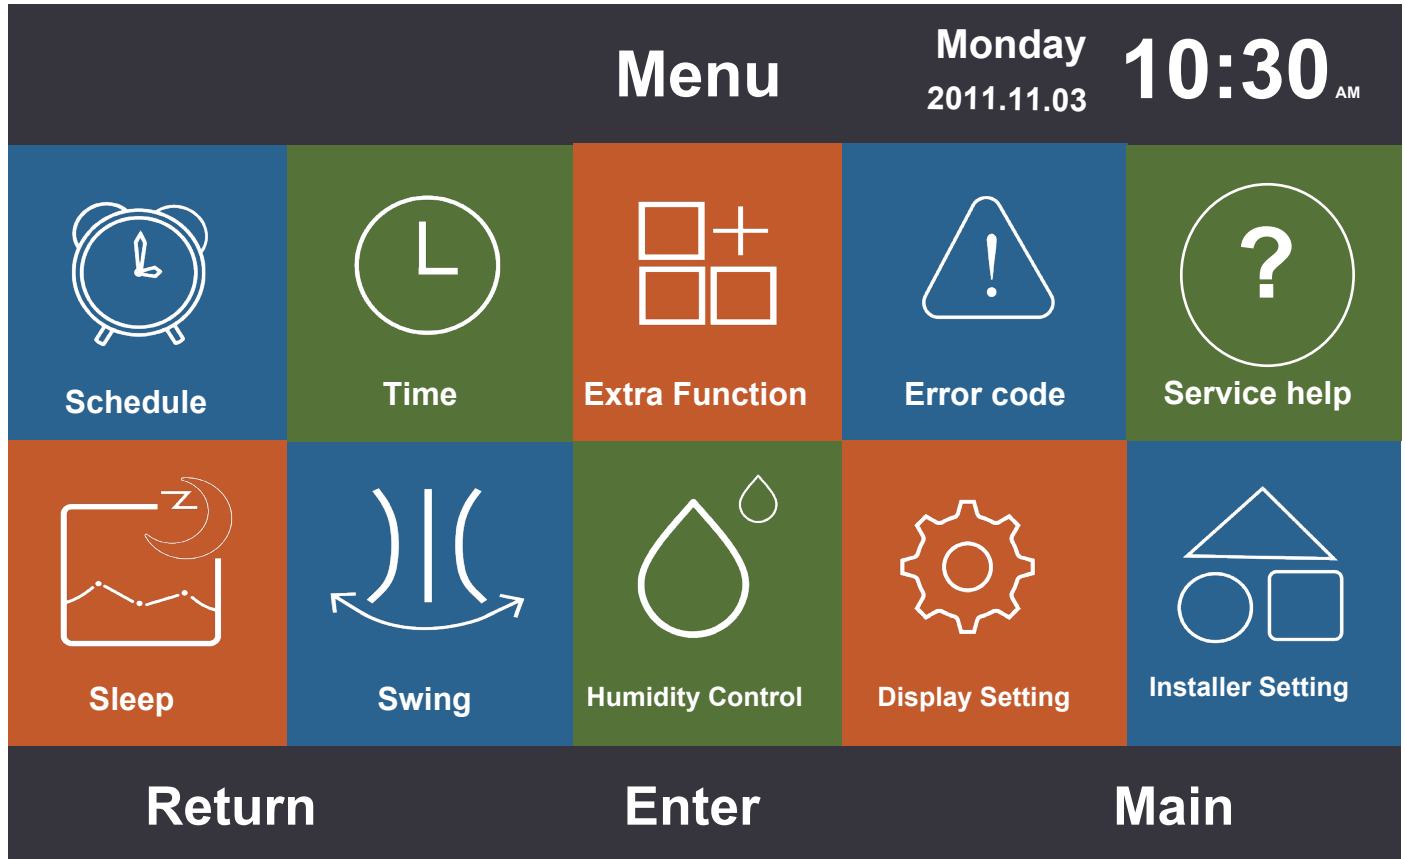 Menu
Monday
2011.11.03
10:30 AM
Schedule
Time
Extra Function
Error code
?
Service help
Z
Sleep
Swing
Humidity Control
Display Setting
Installer Setting
Return
Enter
Main